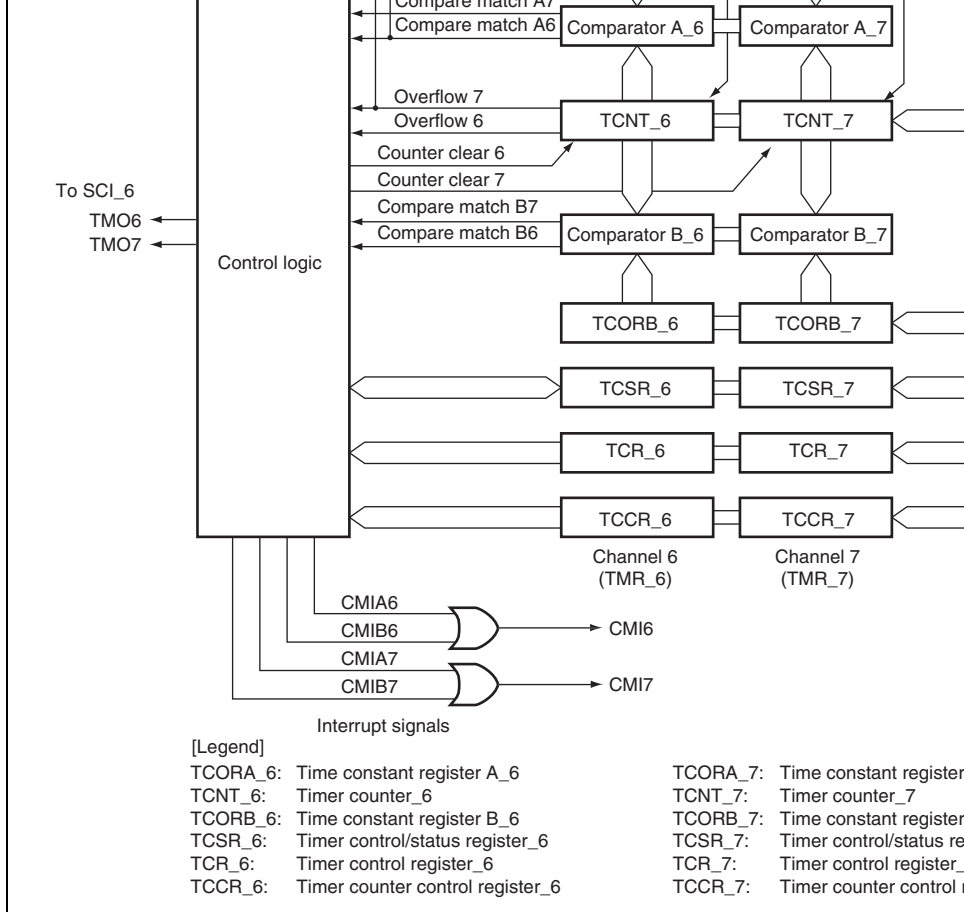 Compare match A7
Compare match A6
Comparator A_6
Comparator A_7
Overflow 7
Overflow 6
TCNT_6
TCNT_7
Counter clear 6
Counter clear 7
To SCI_6
TMO6
TMO7
Compare match B7
Compare match B6
Comparator B_6
Comparator B_7
Control logic
TCORB_6
TCORB_7
TCSR_6
TCSR_7
TCR_6
TCR_7
TCCR_6
TCCR_7
Channel 6
(TMR_6)
Channel 7
(TMR_7)
CMIA6
CMIB6
CMI6
CMIA7
CMIB7
CMI7
Interrupt signals
[Legend]
TCORA_6: Time constant register A_6
TCNT_6: Timer counter_6
TCORB_6: Time constant register B_6
TCSR_6: Timer control/status register_6
TCR_6: Timer control register_6
TCCR_6: Timer counter control register_6
TCORA_7: Time constant register
TCNT_7: Timer counter_7
TCORB_7: Time constant register
TCSR_7: Timer control/status re
TCR_7: Timer control register_
TCCR_7: Timer counter control